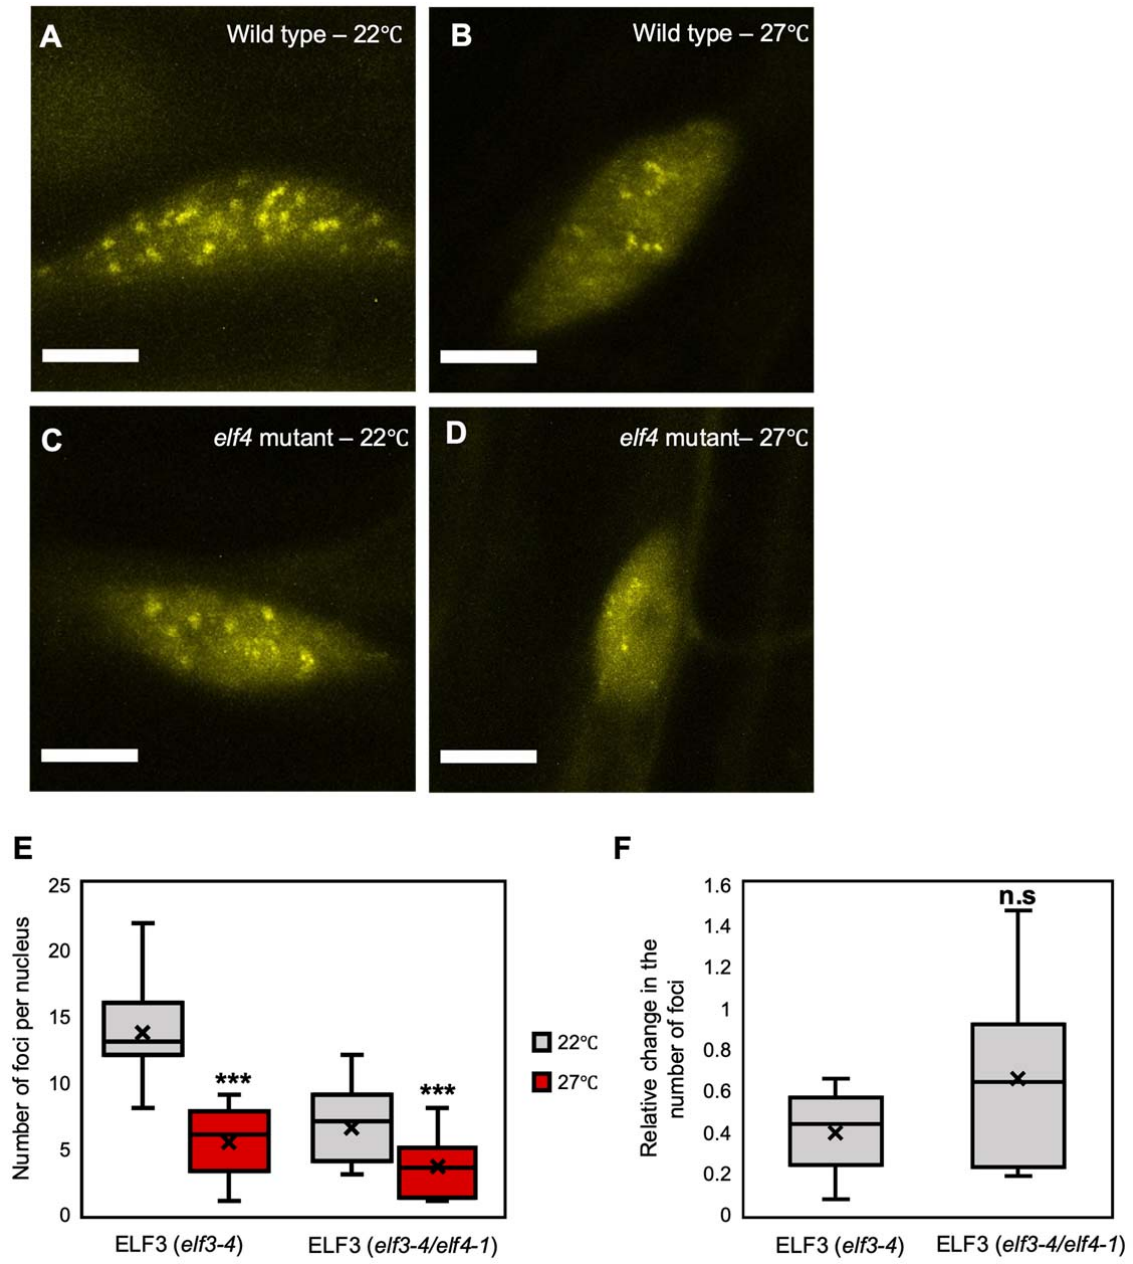 A
Wild type – 22℃
B
Wild type – 27℃
C
elf4 mutant – 22℃
D
elf4 mutant– 27℃
E
Number of foci per nucleus
25
20
15
10
5
0
***
***
ELF3 (elf3-4)
ELF3 (elf3-4/elf4-1)
22℃
27℃
F
Relative change in the
number of foci
1.6
1.4
1.2
1
0.8
0.6
0.4
0.2
0
n.s
ELF3 (elf3-4)
ELF3 (elf3-4/elf4-1)